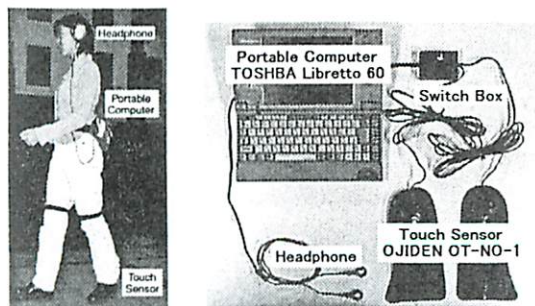 Headphone
Portable
Computer
Touch
Sensor
Portable Computer
TOSHBA Libretto 60
Switch Box
Touch Sensor
OJIDEN OT-NO-1
Headphone